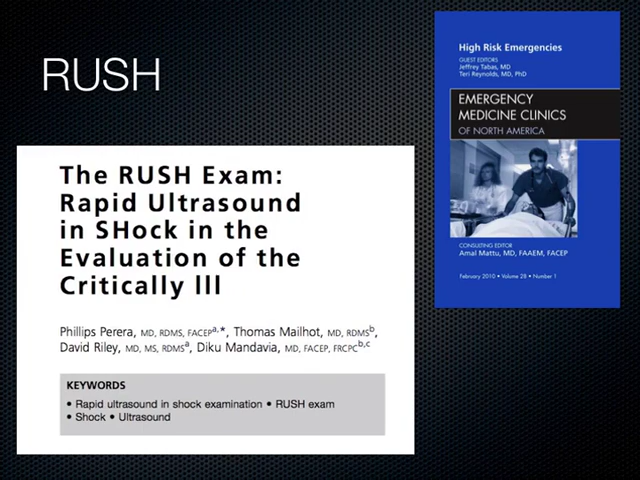 RUSH
The RUSH Exam:
Rapid Ultrasound
in SHock in the
Evaluation of the
Critically lll
Phillips Perera, MD, RDMS, FACEPa,*, Thomas Mailhot, MD, RDMSb,
David Riley, MD, MS, RDMSa, Diku Mandavia, MD, FACEP, FRCPCb,c
KEYWORDS
• Rapid ultrasound in shock examination • RUSH exam
• Shock • Ultrasound
High Risk Emergencies
GUEST EDITORS
Jeffrey Tabas, MD
Teri Reynolds, MD, PhD
EMERGENCY
MEDICINE CLINICS
OF NORTH AMERICA
CONSULTING EDITOR
Amal Mattu, MD, FAAEM, FACEP
February 2010 • Volume 28 • Number 1